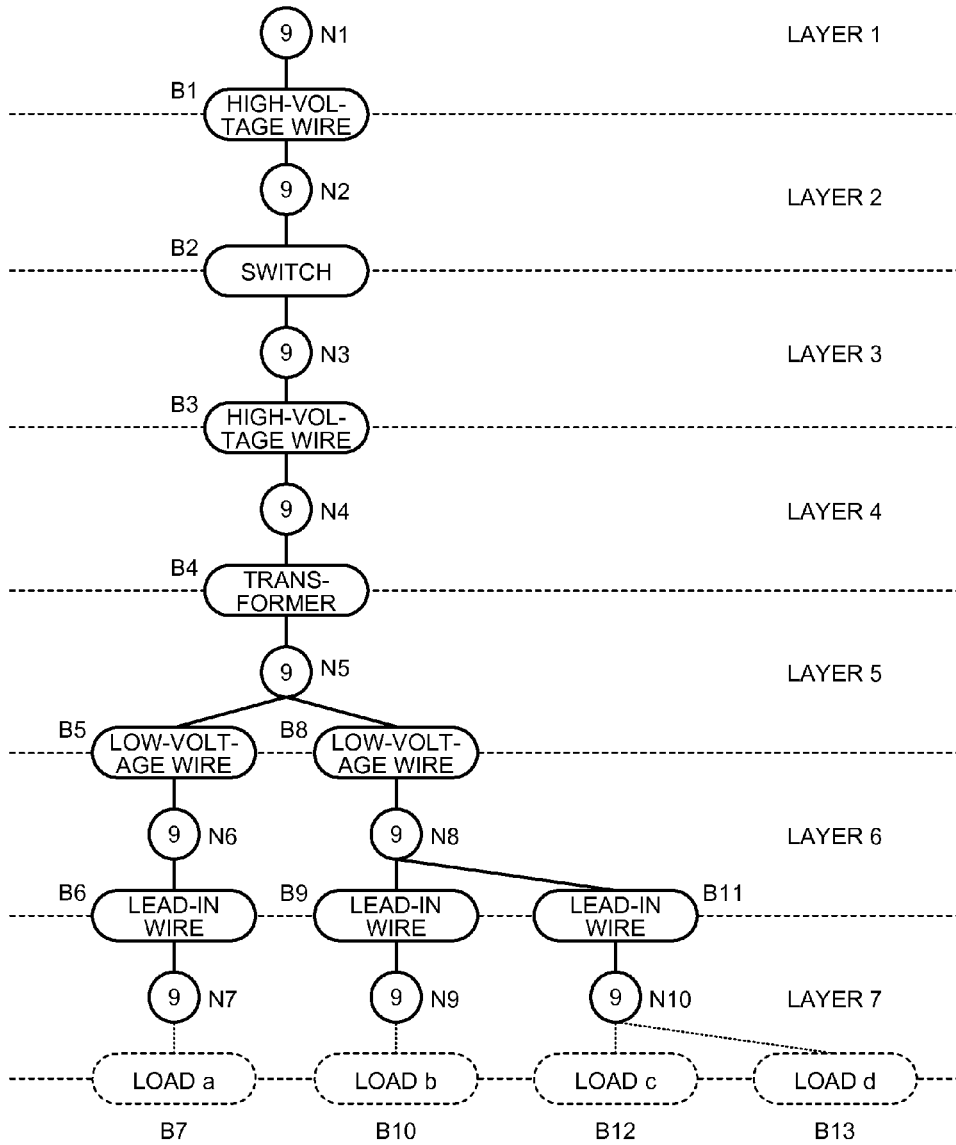 9 N1 LAYER 1
B1
HIGH-VOL-
TAGE WIRE
9 N2 LAYER 2
B2
SWITCH
9 N3 LAYER 3
B3
HIGH-VOL-
TAGE WIRE
9 N4 LAYER 4
B4
TRANS-
FORMER
9 N5 LAYER 5
B5 B8
LOW-VOLT- LOW-VOLT-
AGE WIRE AGE WIRE
9 N6 9 N8 LAYER 6
B6 B9 B11
LEAD-IN LEAD-IN LEAD-IN
WIRE WIRE WIRE
9 N7 9 N9 9 N10 LAYER 7
LOAD a LOAD b LOAD c LOAD d
B7 B10 B12 B13